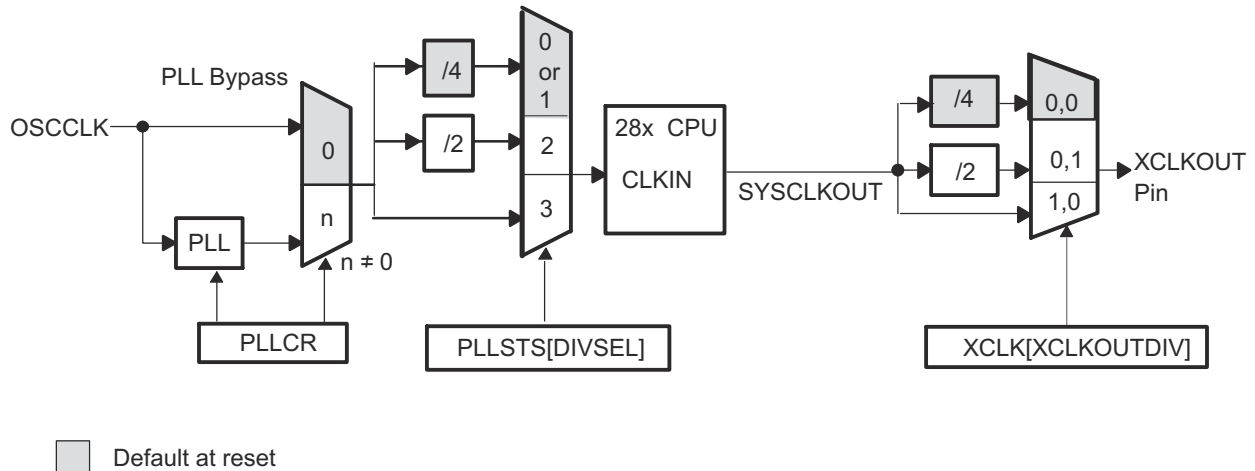 PLL Bypass
OSCCLK
0
n
n ≠ 0
PLL
PLLCR
/4
/2
0
or
1
2
3
PLLSTS[DIVSEL]
28x CPU
CLKIN
SYSCLKOUT
/4
/2
0,0
0,1
1,0
XCLKOUT
Pin
XCLK[XCLKOUTDIV]
Default at reset